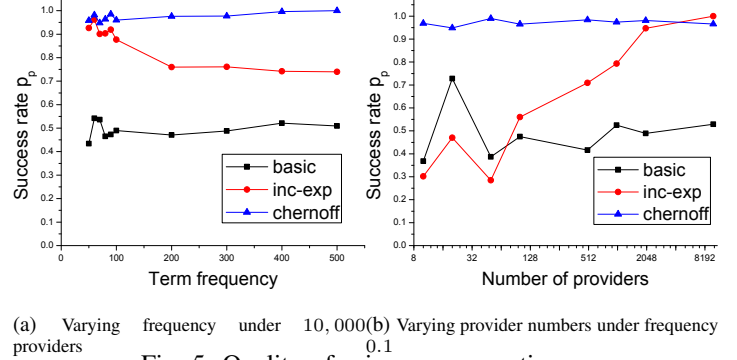 1.0
0.9
0.8
0.7
0.6
0.5
0.4
0.3
0.2
0.1
0.0
Success rate p_p
basic
inc-exp
chernoff
0 100 200 300 400 500
Term frequency
1.0
0.9
0.8
0.7
0.6
0.5
0.4
0.3
0.2
0.1
0.0
Success rate p_p
basic
inc-exp
chernoff
8 32 128 512 2048 8192
Number of providers
(a) Varying frequency under 10,000
providers
(b) Varying provider numbers under frequency
0.1